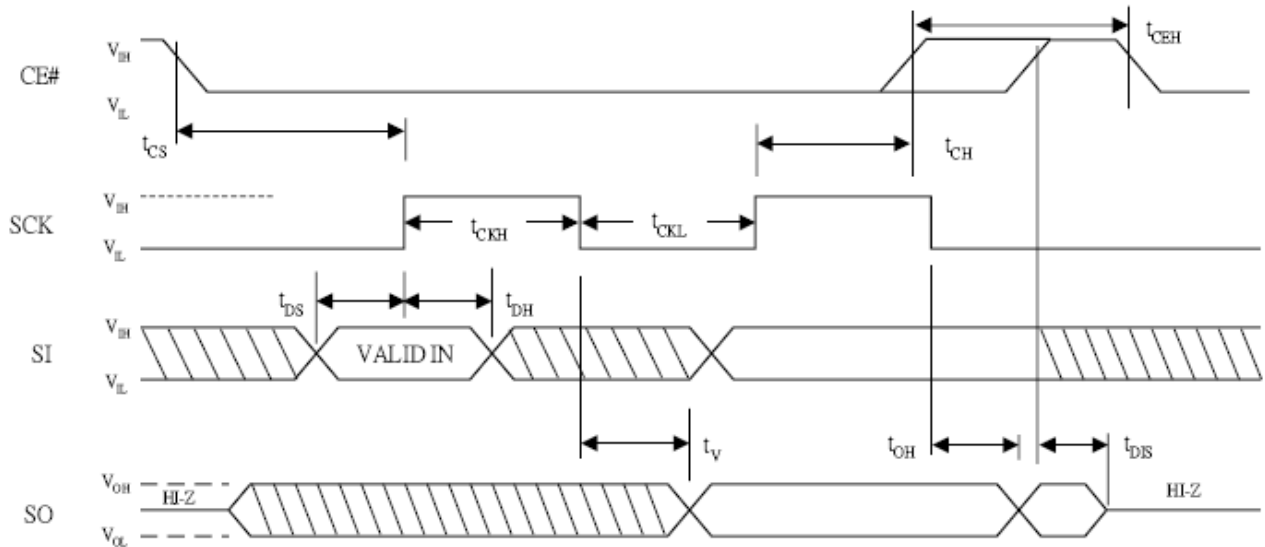 V_IH
CE#
V_IL
t_CS
t_CEH
t_CH
V_IH
SCK
V_IL
t_CKH
t_CKL
t_DS
t_DH
V_IH
SI
V_IL
VALID IN
t_V
t_OH
t_DIS
V_OH
HI-Z
SO
V_OL
HI-Z